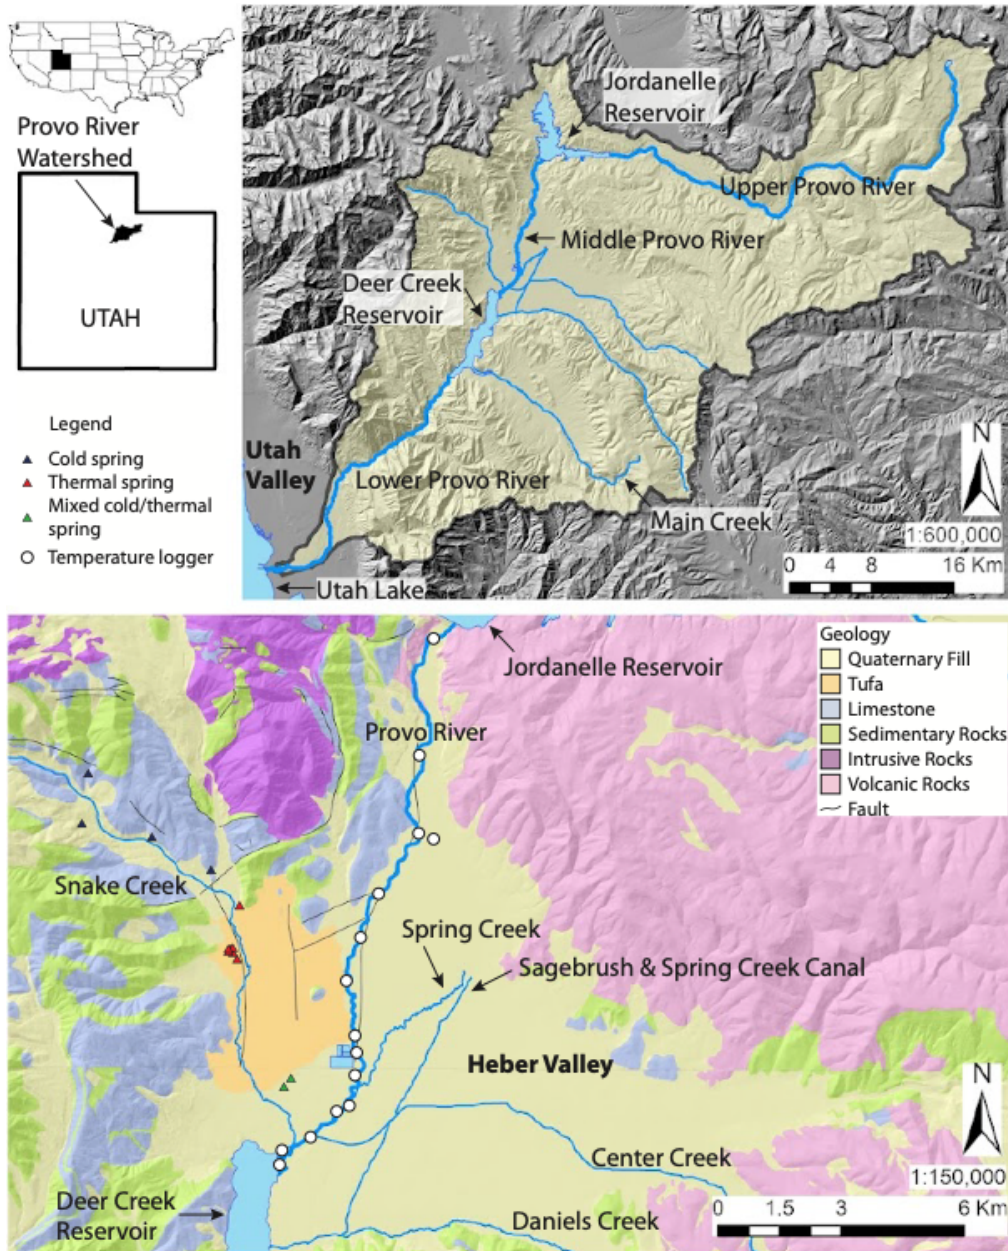 Provo River
Watershed
UTAH
Legend
Cold spring
Thermal spring
Mixed cold/thermal
spring
Temperature logger
Jordanelle
Reservoir
Upper Provo River
Middle Provo River
Deer Creek
Reservoir
Utah
Valley
Lower Provo River
Main Creek
Utah Lake
N
1:600,000
0 4 8 16 Km
Geology
Quaternary Fill
Tufa
Limestone
Sedimentary Rocks
Intrusive Rocks
Volcanic Rocks
Fault
Jordanelle Reservoir
Provo River
Snake Creek
Spring Creek
Sagebrush & Spring Creek Canal
Heber Valley
Center Creek
Deer Creek
Reservoir
Daniels Creek
N
1:150,000
0 1.5 3 6 Km